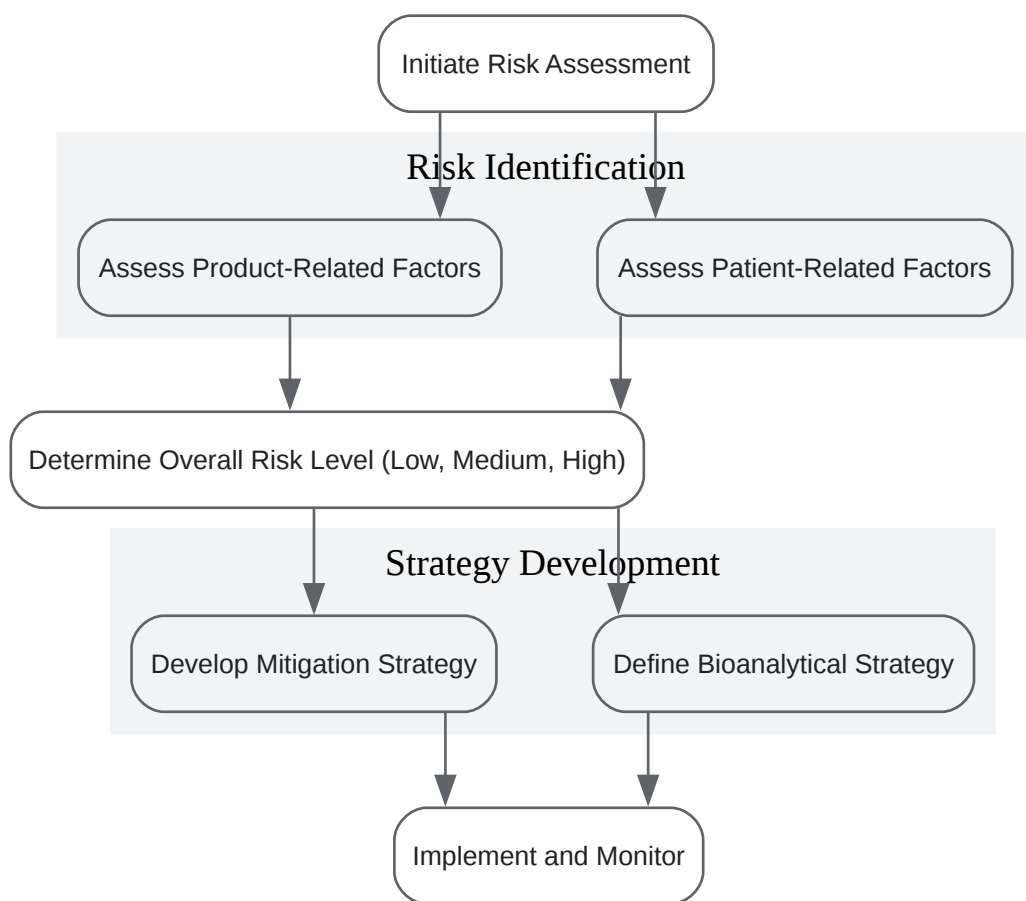 Initiate Risk Assessment
Risk Identification
Assess Product-Related Factors
Assess Patient-Related Factors
Determine Overall Risk Level (Low, Medium, High)
Strategy Development
Develop Mitigation Strategy
Define Bioanalytical Strategy
Implement and Monitor